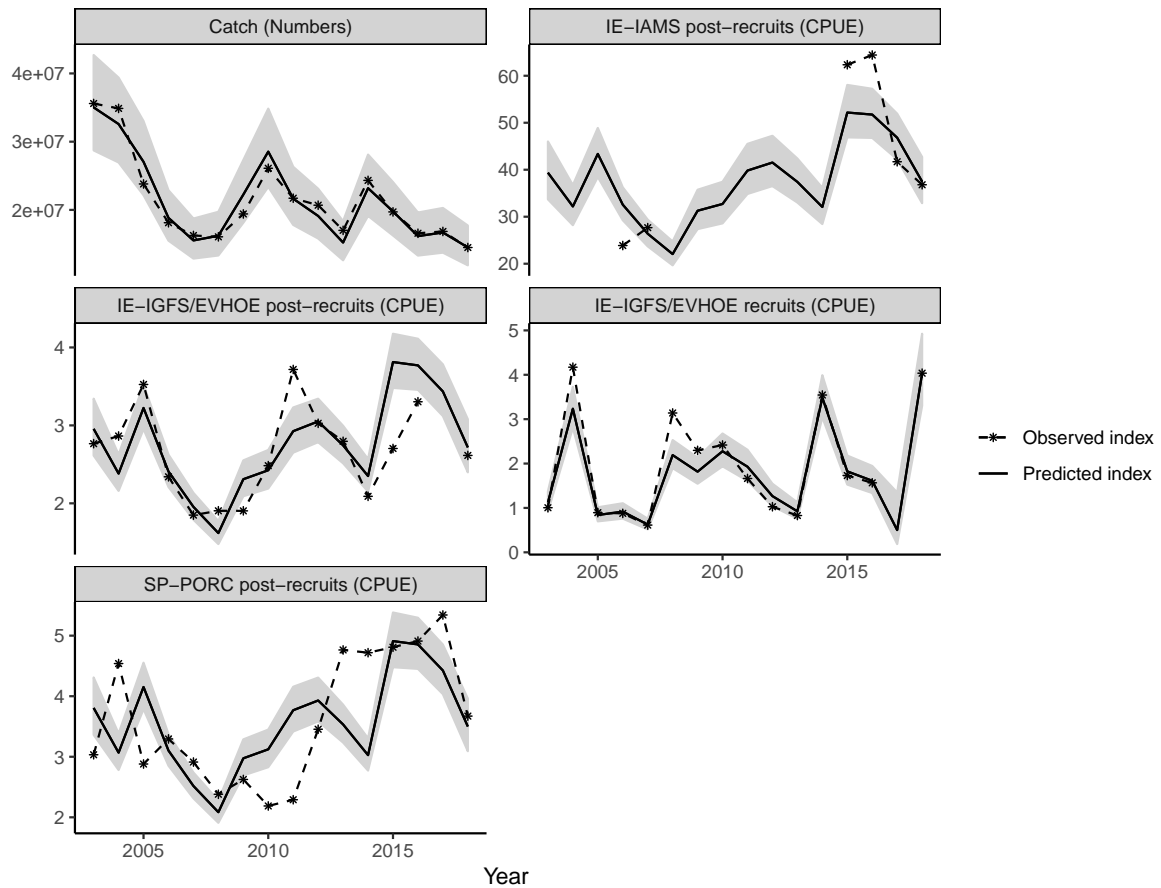 Catch (Numbers)
4e+07
3e+07
2e+07
IE−IAMS post−recruits (CPUE)
60
50
40
30
20
IE−IGFS/EVHOE post−recruits (CPUE)
4
3
2
IE−IGFS/EVHOE recruits (CPUE)
5
4
3
2
1
0
2005
2010
2015
SP−PORC post−recruits (CPUE)
5
4
3
2
2005
2010
2015
Year
Observed index
Predicted index